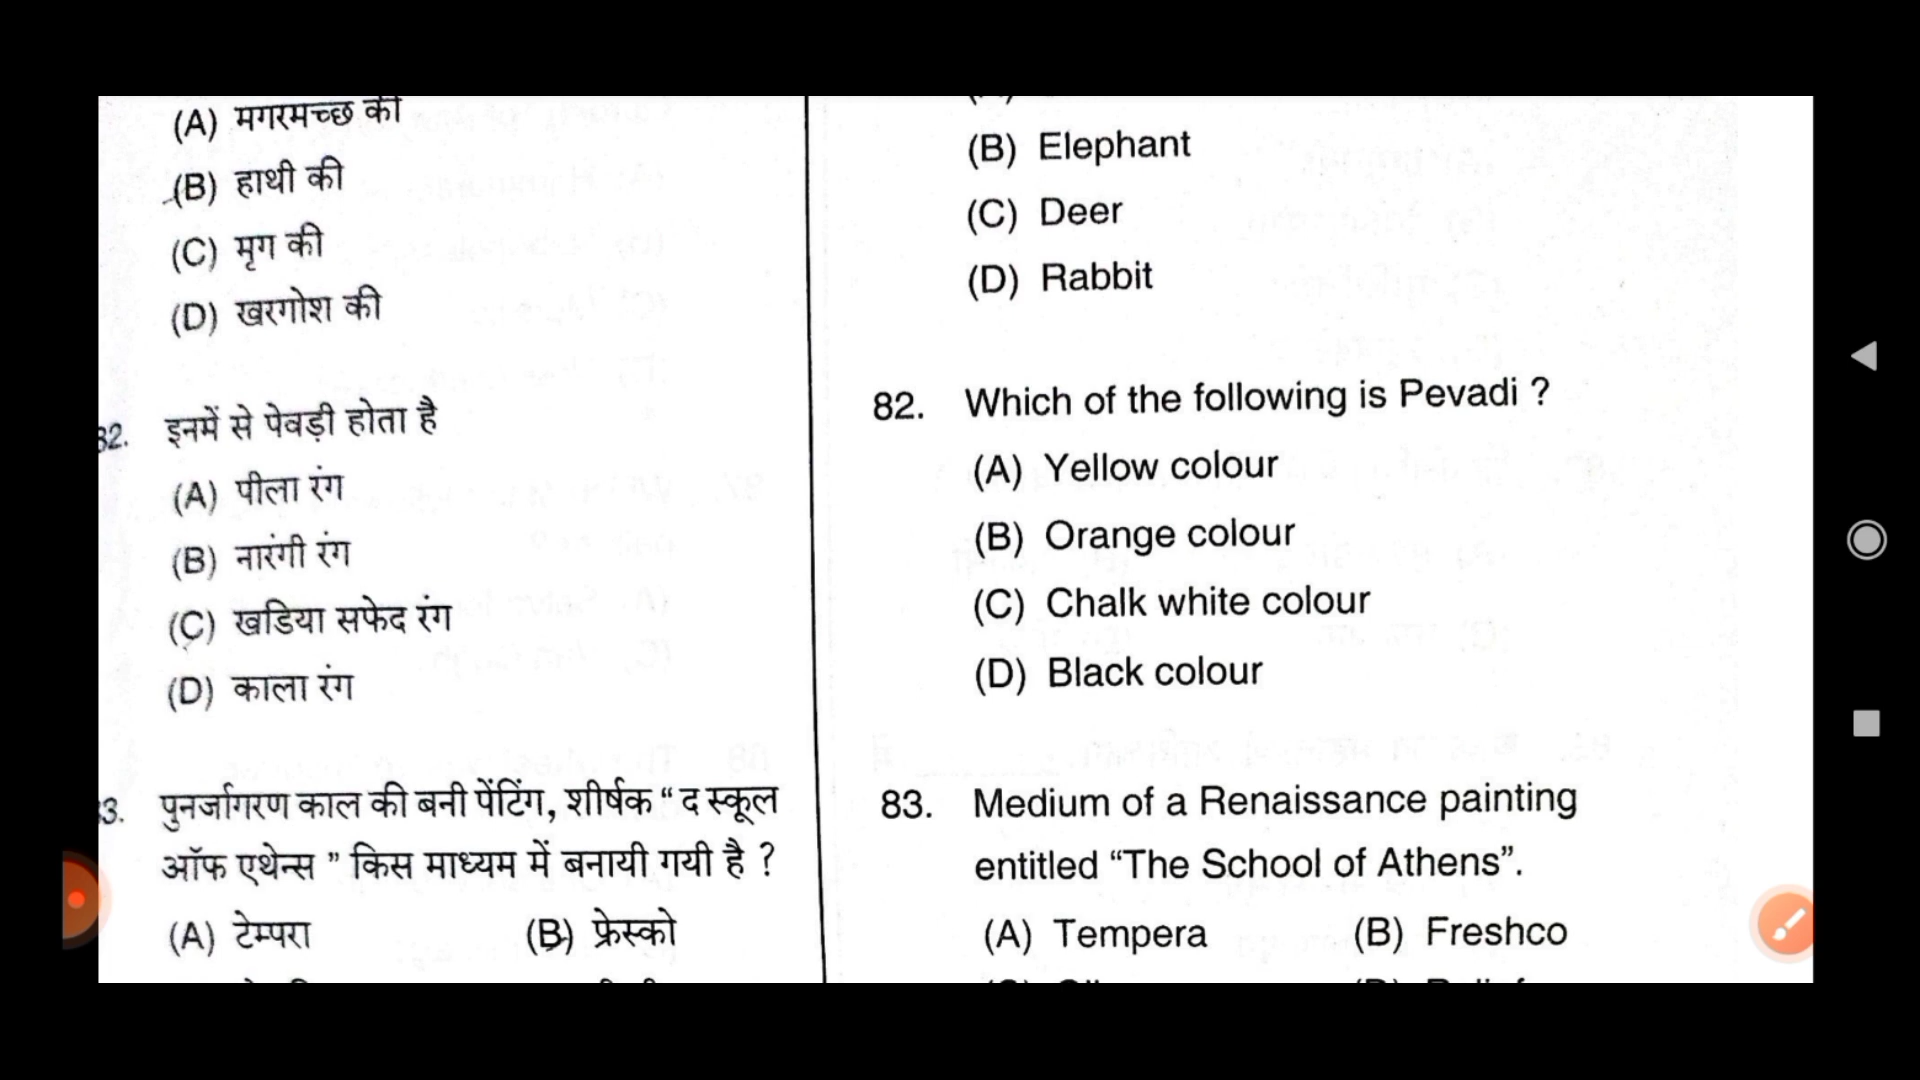 (A) मगरमच्छ की
(B) हाथी की
(C) मृग की
(D) खरगोश की
82. इनमें से पेवड़ी होता है
(A) पीला रंग
(B) नारंगी रंग
(C) खडिया सफेद रंग
(D) काला रंग
3. पुनर्जागरण काल की बनी पेंटिंग, शीर्षक “ द स्कूल
ऑफ एथेन्स ” किस माध्यम में बनायी गयी है ?
(A) टेम्परा (B) फ्रेस्को
(B) Elephant
(C) Deer
(D) Rabbit
82. Which of the following is Pevadi ?
(A) Yellow colour
(B) Orange colour
(C) Chalk white colour
(D) Black colour
83. Medium of a Renaissance painting
entitled “The School of Athens”.
(A) Tempera (B) Freshco